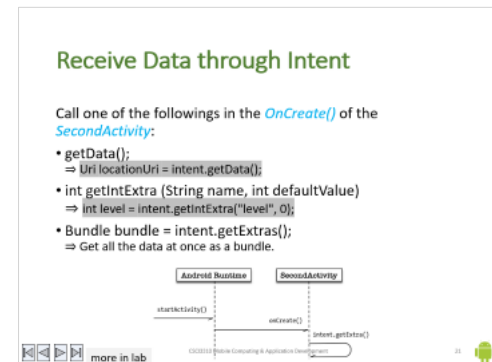 Receive Data through Intent
Call one of the followings in the OnCreate() of the
SecondActivity:
• getData();
⇒ Uri locationUri = intent.getData();
• int getIntExtra (String name, int defaultValue)
⇒ int level = intent.getIntExtra("level", 0);
• Bundle bundle = intent.getExtras();
⇒ Get all the data at once as a bundle.
Android Runtime
SecondActivity
startActivity()
onCreate()
intent.getExtra()
more in lab
Mobile Computing & Application Development
21